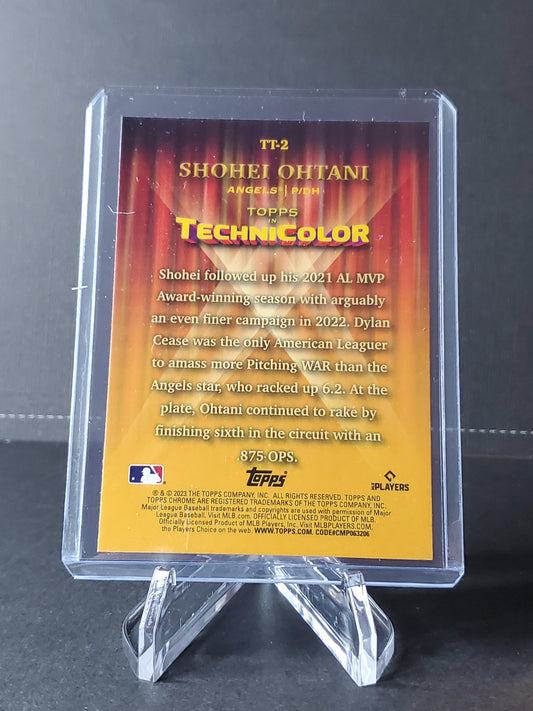 TT-2
SHOHEI OHTANI
ANGELS® | P/DH
TOPPS
IN
TECHNICOLOR
Shohei followed up his 2021 AL MVP
Award-winning season with arguably
an even finer campaign in 2022. Dylan
Cease was the only American Leaguer
to amass more Pitching WAR than the
Angels star, who racked up 6.2. At the
plate, Ohtani continued to rake by
finishing sixth in the circuit with an
.875 OPS.
Topps
MLB PLAYERS
® & © 2023 THE TOPPS COMPANY, INC. ALL RIGHTS RESERVED. TOPPS AND
TOPPS CHROME ARE REGISTERED TRADEMARKS OF THE TOPPS COMPANY, INC.
Major League Baseball trademarks and copyrights are used with permission of Major
League Baseball. Visit MLB.com. OFFICIALLY LICENSED PRODUCT OF MLB
Officially Licensed Product of MLB Players, Inc. Visit MLBPLAYERS.COM,
the Players Choice on the web. WWW.TOPPS.COM. CODE#CMP063206